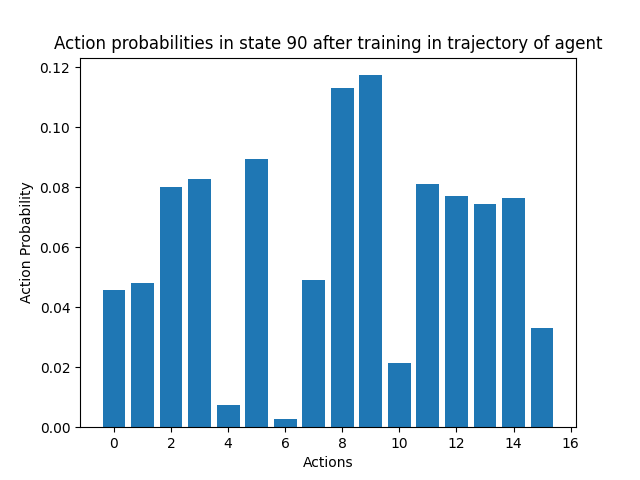 Action probabilities in state 90 after training in trajectory of agent
0.12
0.10
0.08
0.06
0.04
0.02
0.00
Action Probability
0 2 4 6 8 10 12 14 16
Actions